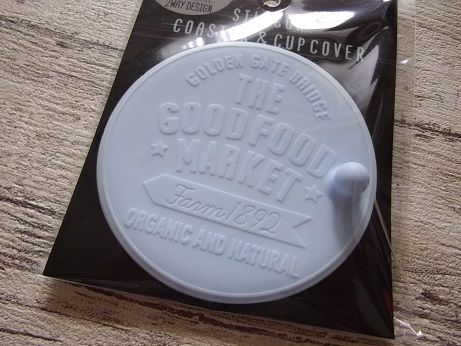 2WAY DESIGN
COASTER & CUP COVER
GOLDEN GATE BRIDGE
THE
GOOD FOOD
MARKET
Farm 1892
ORGANIC AND NATURAL